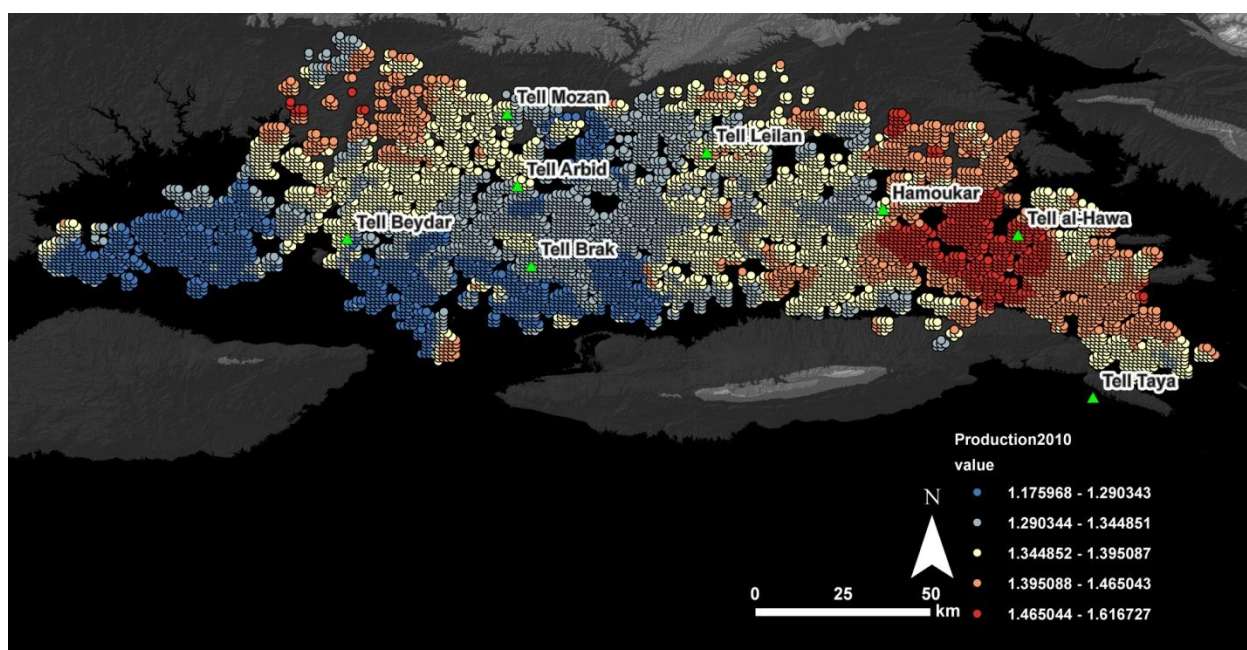 Tell Mozan
Tell Leilan
Tell Arbid
Hamoukar
Tell Beydar
Tell al-Hawa
Tell Brak
Tell Taya
Production2010
value
1.175968 - 1.290343
N
1.290344 - 1.344851
1.344852 - 1.395087
1.395088 - 1.465043
0 25 50
km
1.465044 - 1.616727